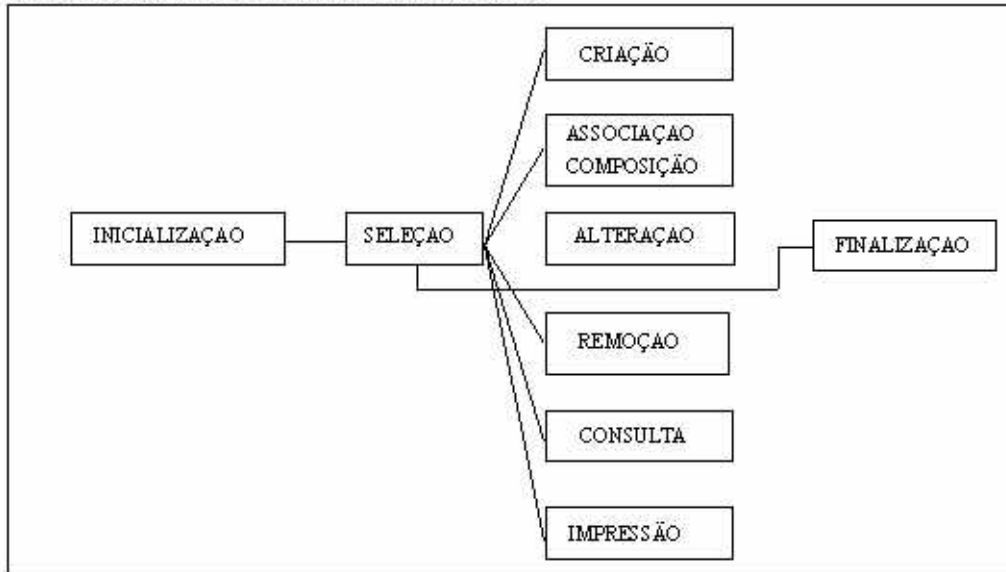 CRIAÇÃO
ASSOCIAÇAO
COMPOSIÇÃO
INICIALIZAÇAO
SELEÇAO
ALTERAÇAO
FINALIZAÇAO
REMOÇAO
CONSULTA
IMPRESSÃO